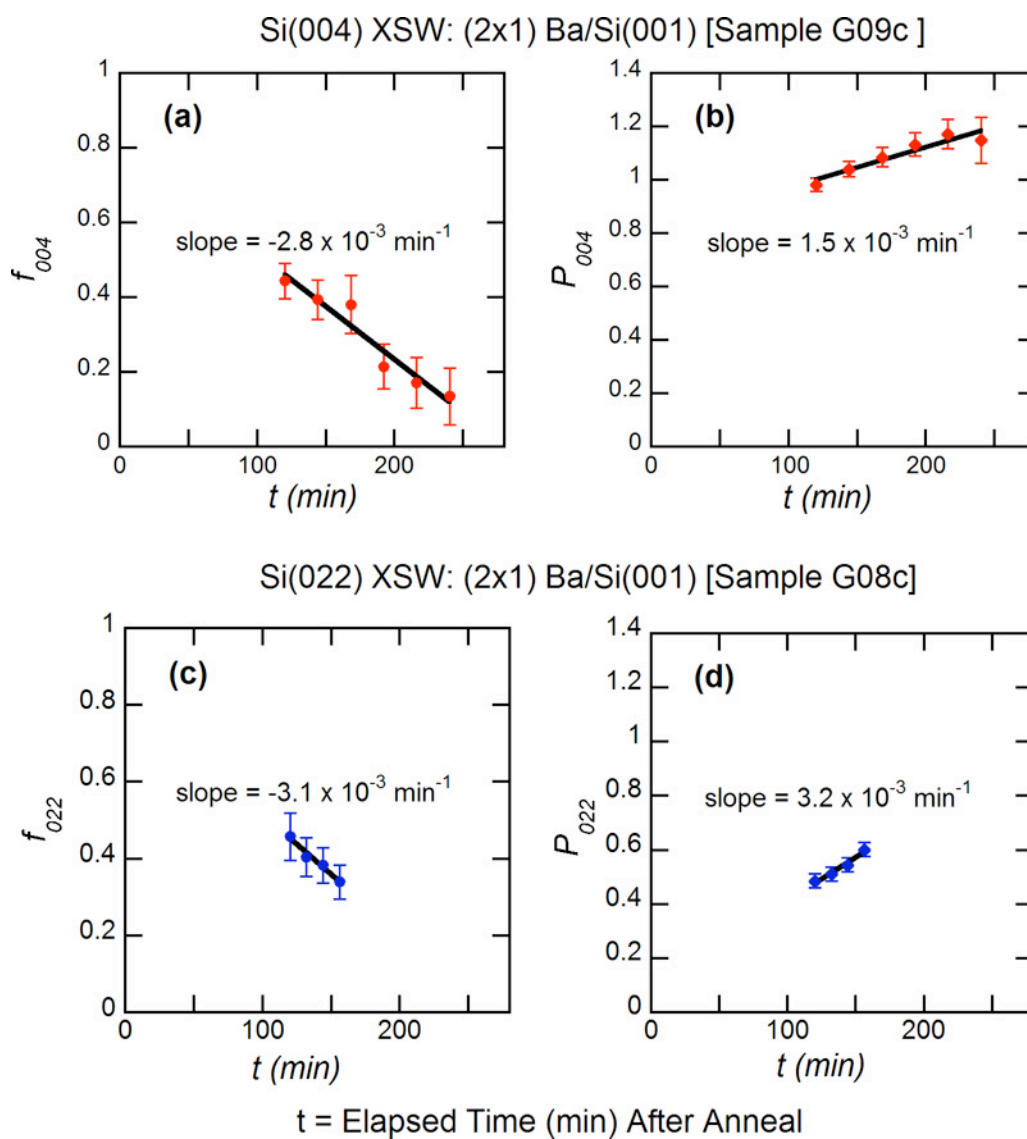 Si(004) XSW: (2x1) Ba/Si(001) [Sample G09c ]
(a)
slope = -2.8 x 10⁻³ min⁻¹
f₀₀₄
1
0.8
0.6
0.4
0.2
0
0
100
200
t (min)
(b)
slope = 1.5 x 10⁻³ min⁻¹
P₀₀₄
1.4
1.2
1
0.8
0.6
0.4
0.2
0
0
100
200
t (min)
Si(022) XSW: (2x1) Ba/Si(001) [Sample G08c]
(c)
slope = -3.1 x 10⁻³ min⁻¹
f₀₂₂
1
0.8
0.6
0.4
0.2
0
0
100
200
t (min)
(d)
slope = 3.2 x 10⁻³ min⁻¹
P₀₂₂
1.4
1.2
1
0.8
0.6
0.4
0.2
0
0
100
200
t (min)
t = Elapsed Time (min) After Anneal